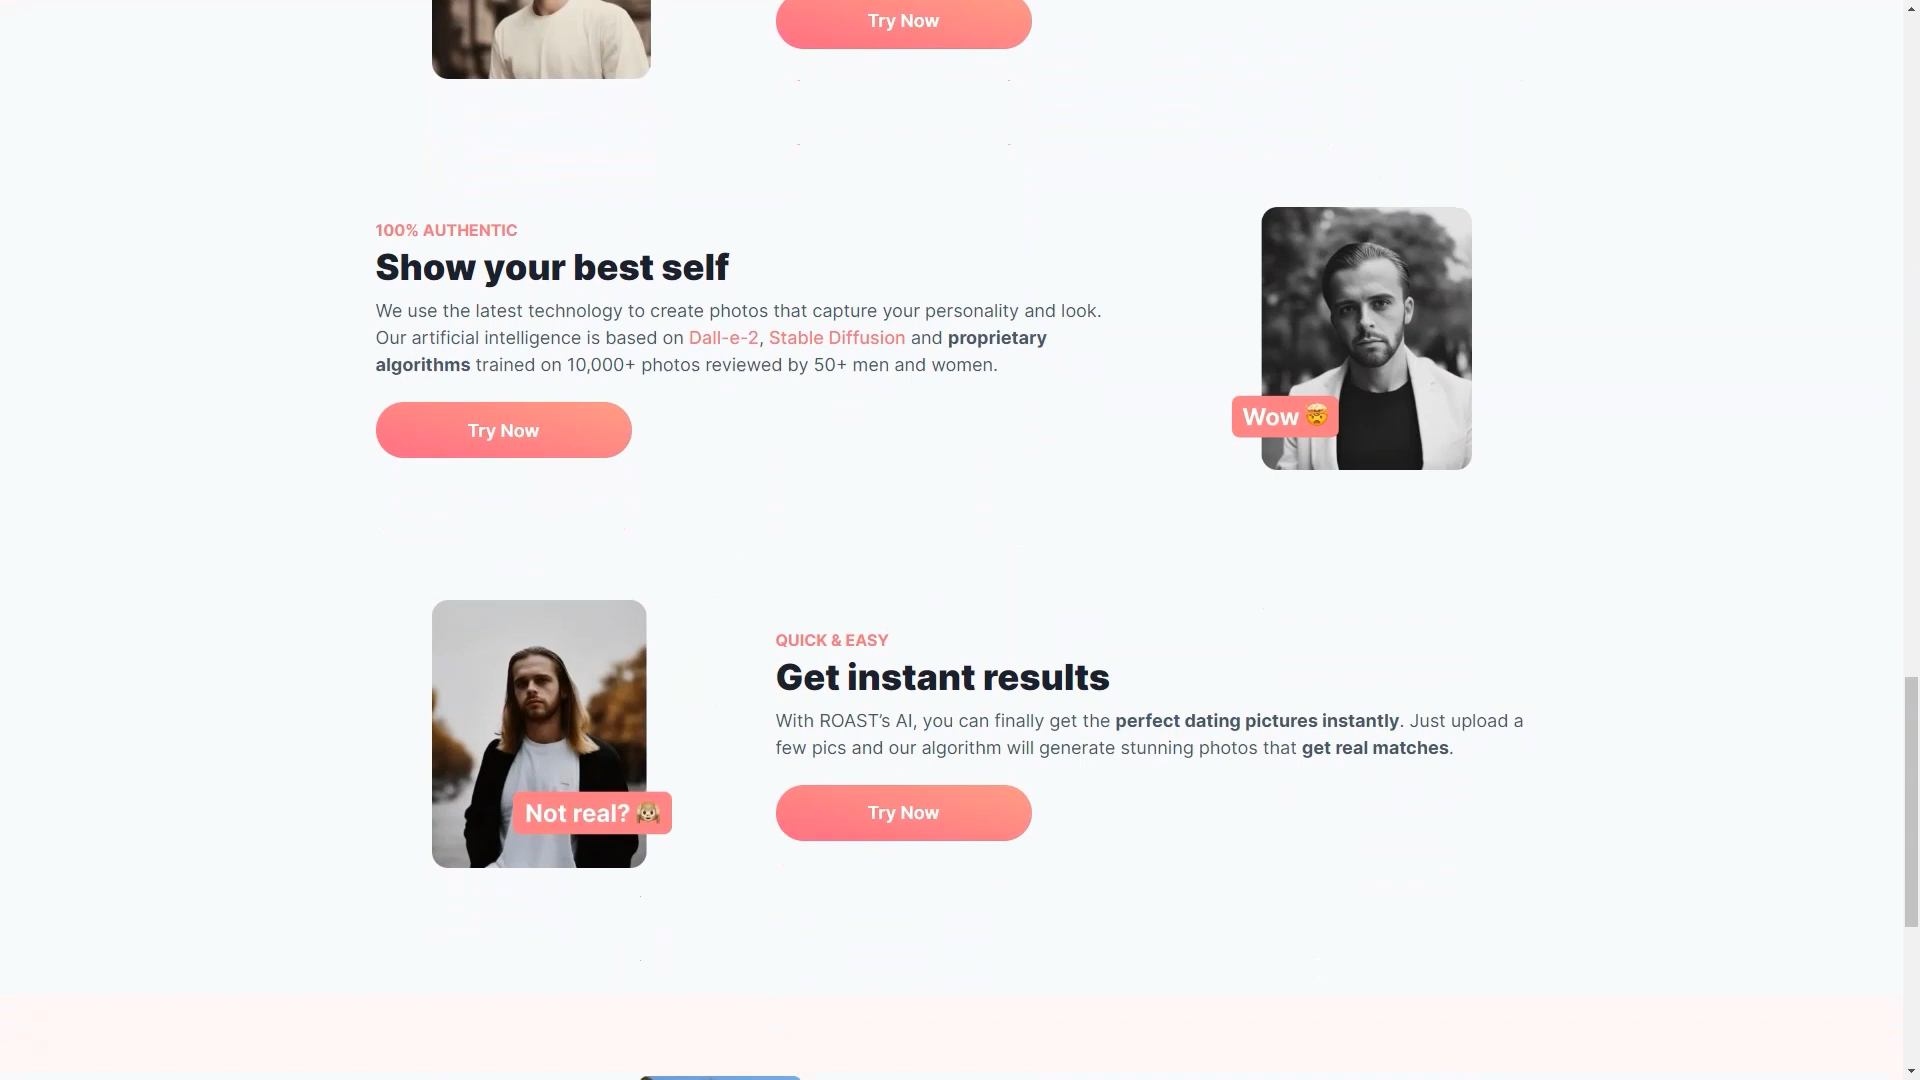 Try Now
100% AUTHENTIC
Show your best self
We use the latest technology to create photos that capture your personality and look.
Our artificial intelligence is based on Dall-e-2, Stable Diffusion and proprietary
algorithms trained on 10,000+ photos reviewed by 50+ men and women.
Try Now
Wow 🤯
QUICK & EASY
Get instant results
With ROAST’s AI, you can finally get the perfect dating pictures instantly. Just upload a
few pics and our algorithm will generate stunning photos that get real matches.
Try Now
Not real? 🙉